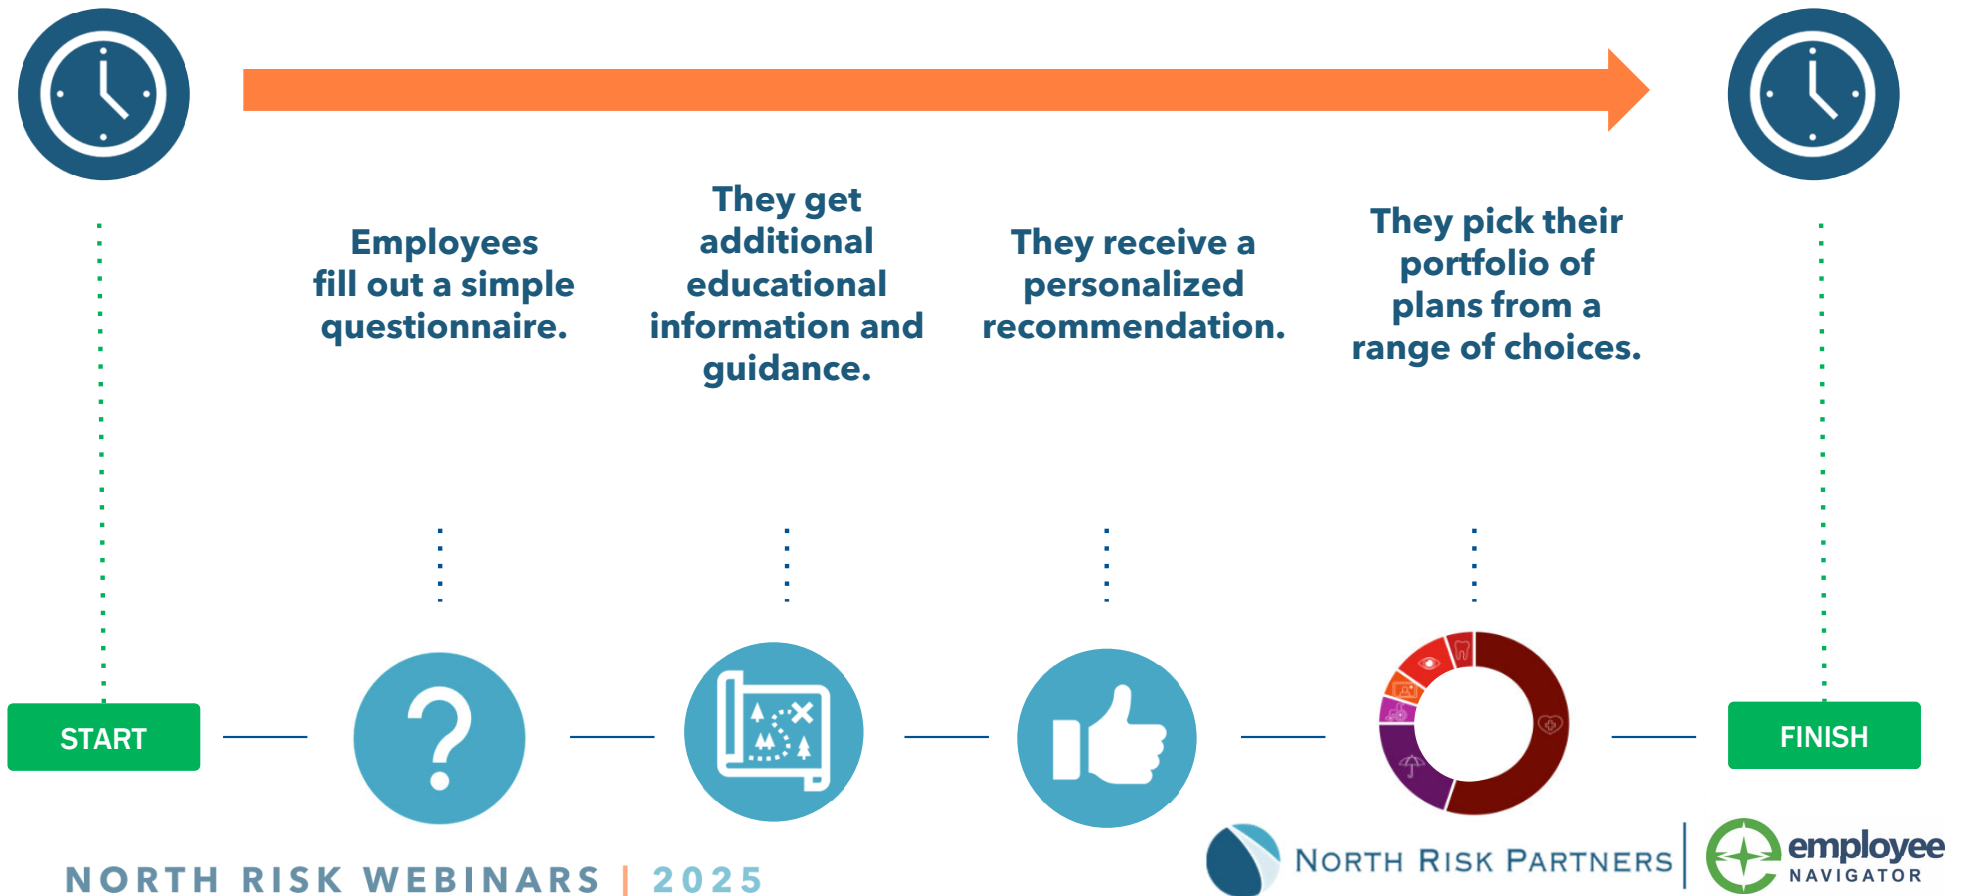 Employees
fill out a simple
questionnaire.
They get
additional
educational
information and
guidance.
They receive a
personalized
recommendation.
They pick their
portfolio of
plans from a
range of choices.
START
FINISH
NORTH RISK WEBINARS | 2025
NORTH RISK PARTNERS
employee
NAVIGATOR